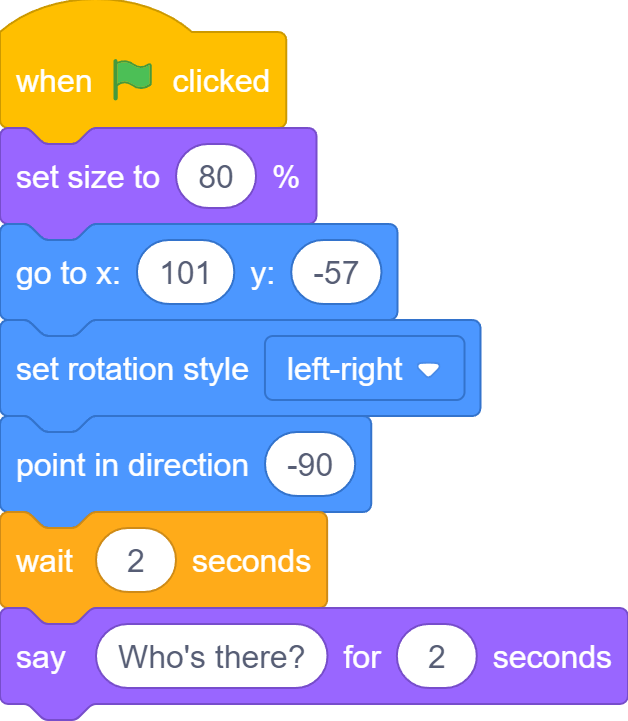 when clicked
set size to 80 %
go to x: 101 y: -57
set rotation style left-right
point in direction -90
wait 2 seconds
say Who's there? for 2 seconds